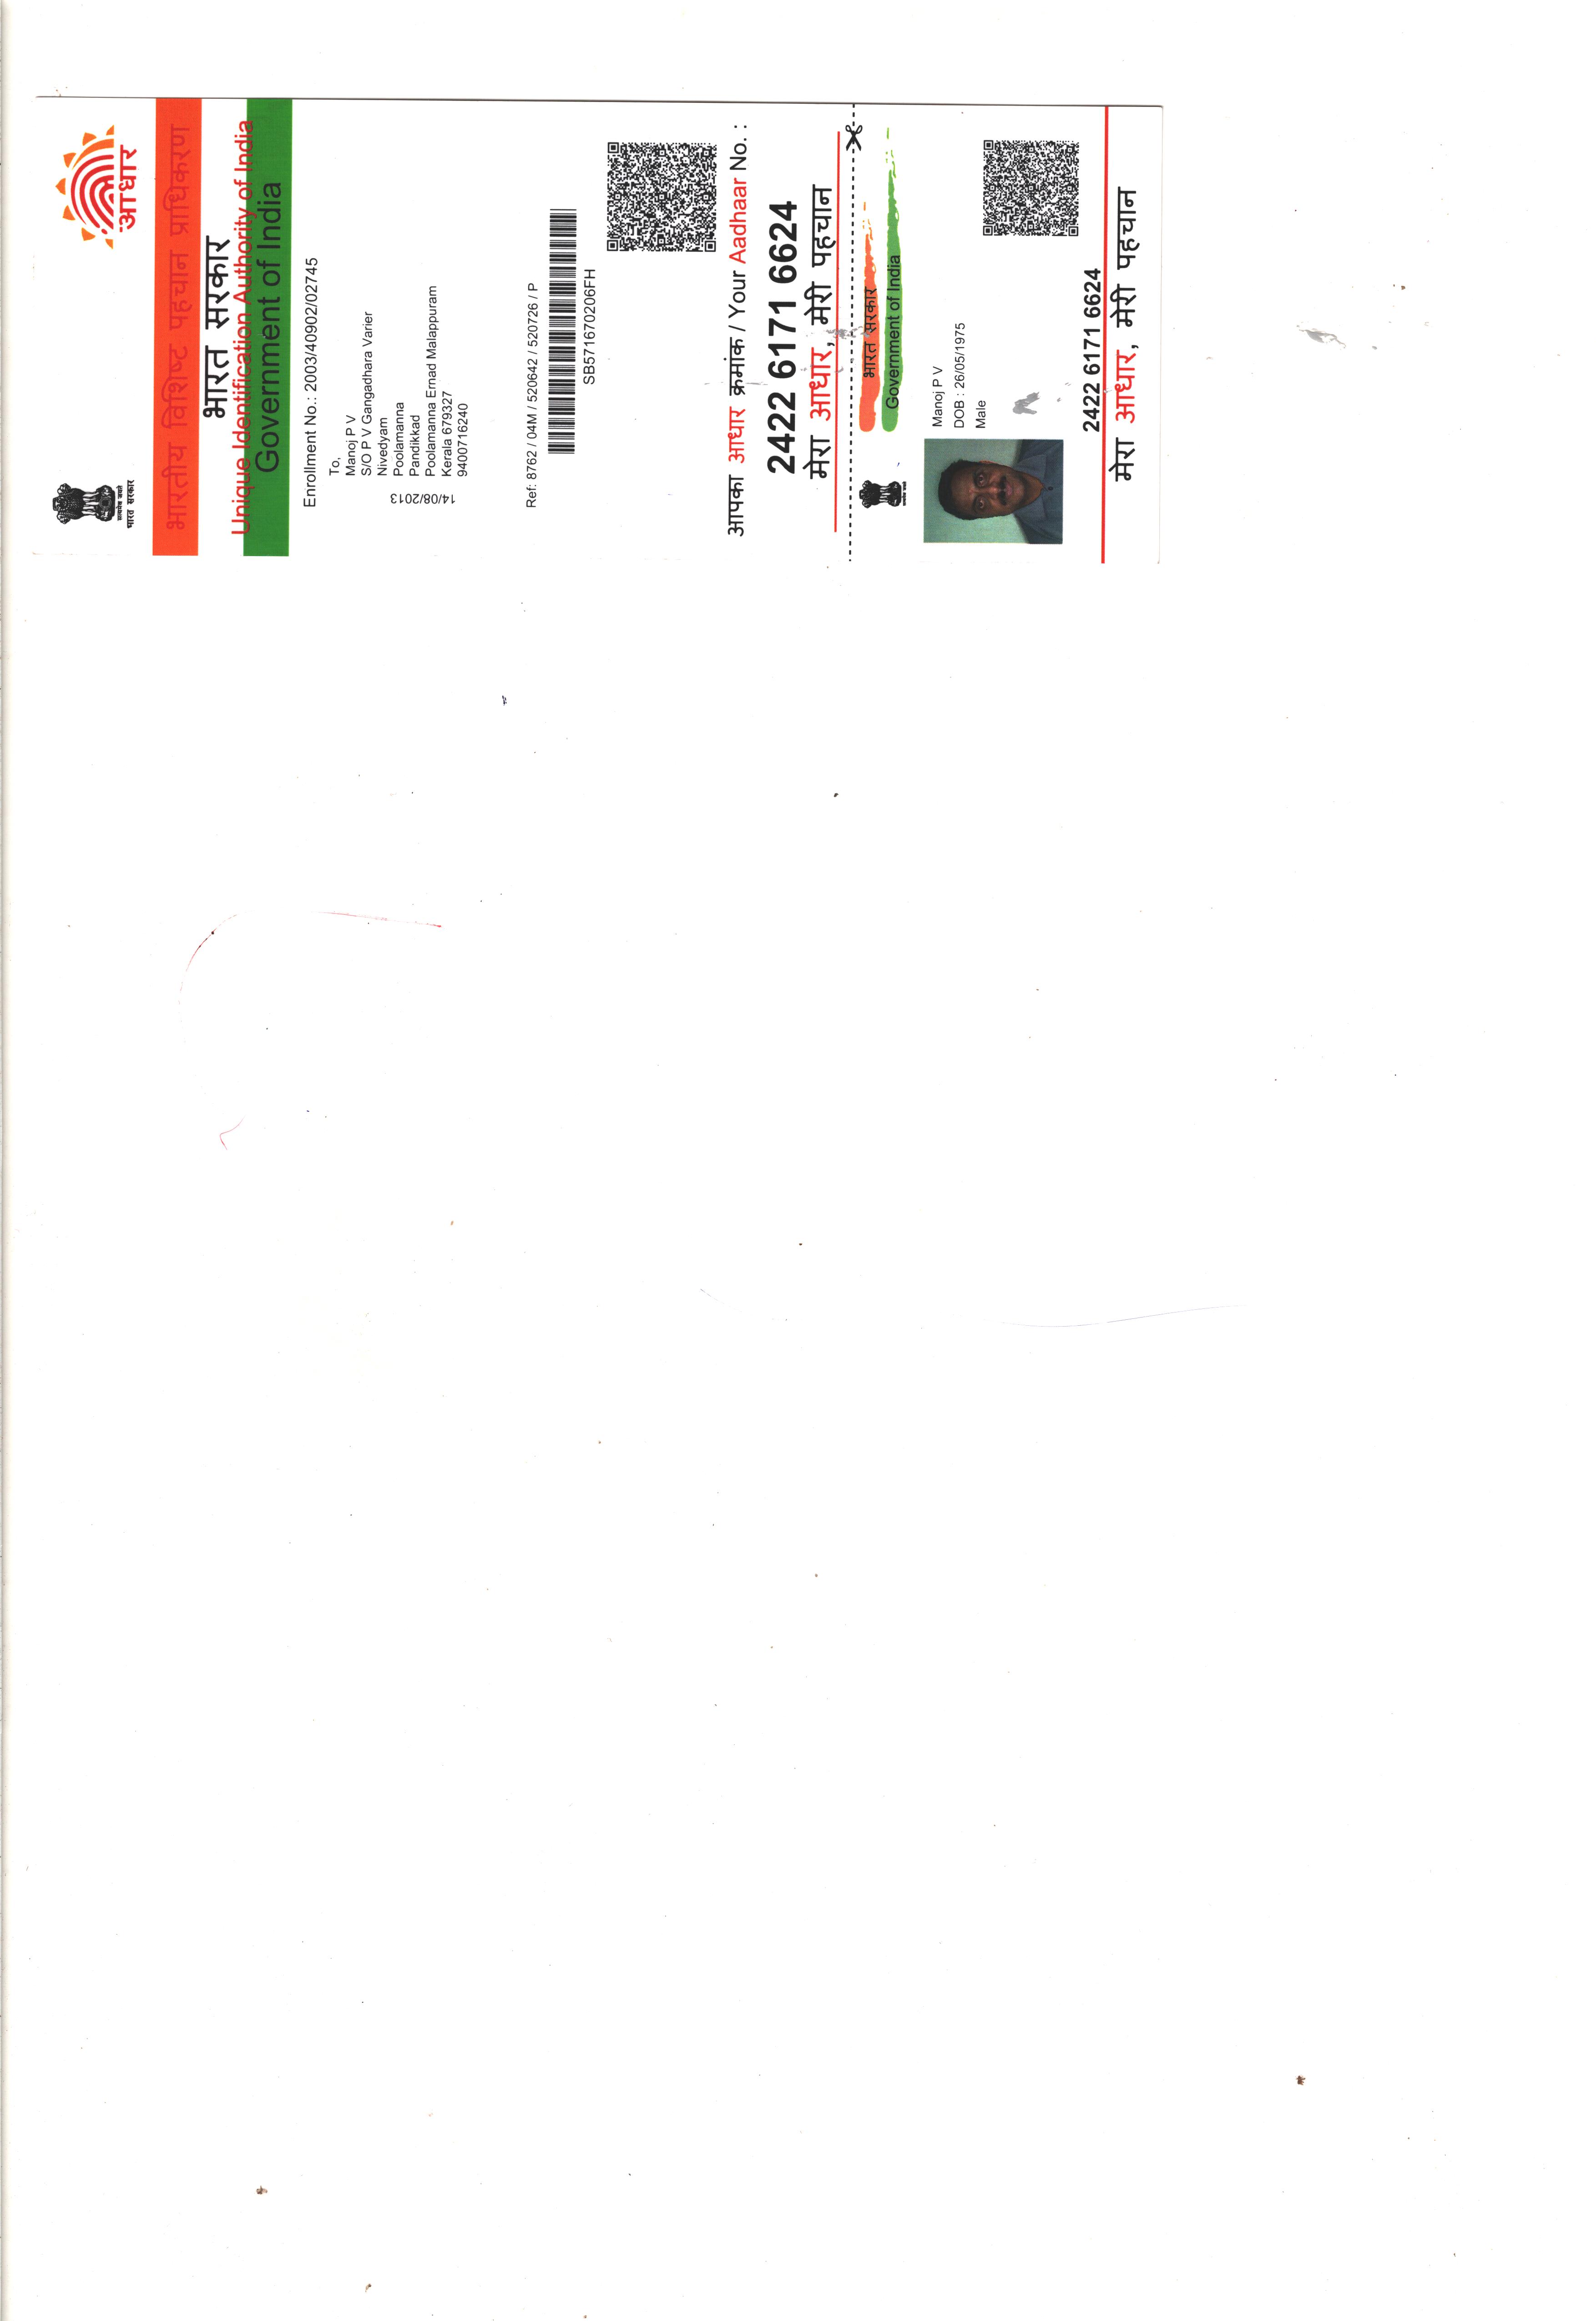 सत्यमेव जयते
भारत सरकार
आधार
भारतीय विशिष्ट पहचान प्राधिकरण
भारत सरकार
Unique Identification Authority of India
Government of India
Enrollment No.: 2003/40902/02745
To,
Manoj P V
S/O P V Gangadhara Varier
Nivedyam
Poolamanna
Pandikkad
Poolamanna Ernad Malappuram
Kerala 679327
9400716240
14/08/2013
Ref: 8762 / 04M / 520642 / 520726 / P
SB571670206FH
आपका आधार क्रमांक / Your Aadhaar No. :
2422 6171 6624
मेरा आधार, मेरी पहचान
भारत सरकार
Government of India
Manoj P V
DOB : 26/05/1975
Male
2422 6171 6624
मेरा आधार, मेरी पहचान